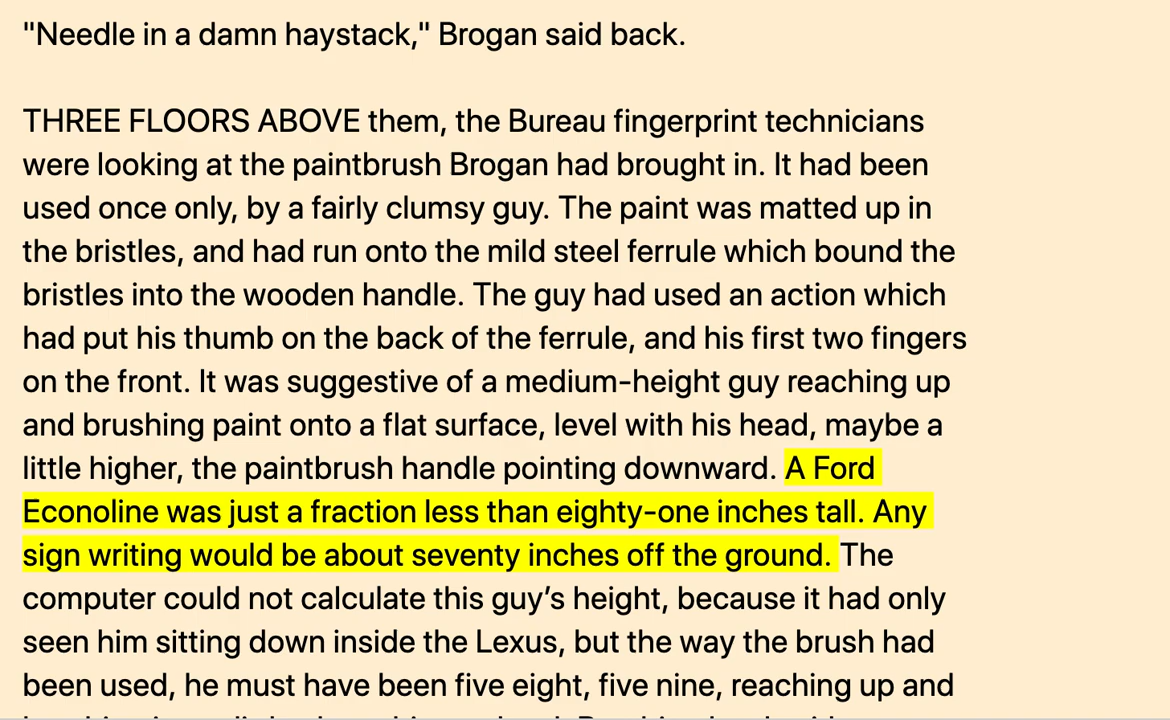 "Needle in a damn haystack," Brogan said back.
THREE FLOORS ABOVE them, the Bureau fingerprint technicians
were looking at the paintbrush Brogan had brought in. It had been
used once only, by a fairly clumsy guy. The paint was matted up in
the bristles, and had run onto the mild steel ferrule which bound the
bristles into the wooden handle. The guy had used an action which
had put his thumb on the back of the ferrule, and his first two fingers
on the front. It was suggestive of a medium-height guy reaching up
and brushing paint onto a flat surface, level with his head, maybe a
little higher, the paintbrush handle pointing downward. A Ford
Econoline was just a fraction less than eighty-one inches tall. Any
sign writing would be about seventy inches off the ground. The
computer could not calculate this guy’s height, because it had only
seen him sitting down inside the Lexus, but the way the brush had
been used, he must have been five eight, five nine, reaching up and